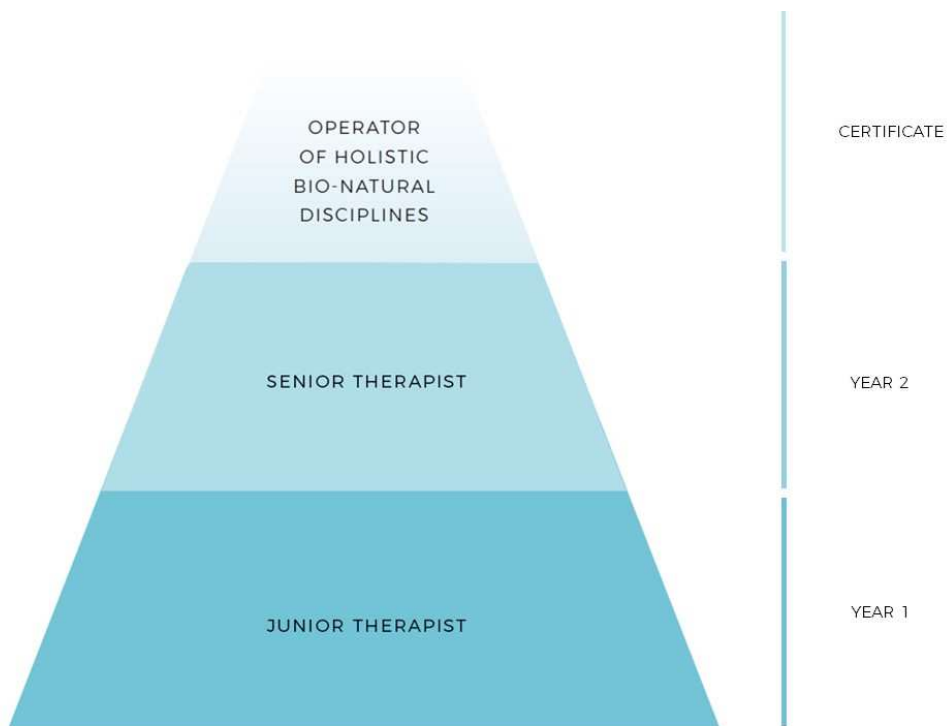 OPERATOR
OF HOLISTIC
BIO-NATURAL
DISCIPLINES
CERTIFICATE
SENIOR THERAPIST
YEAR 2
JUNIOR THERAPIST
YEAR 1